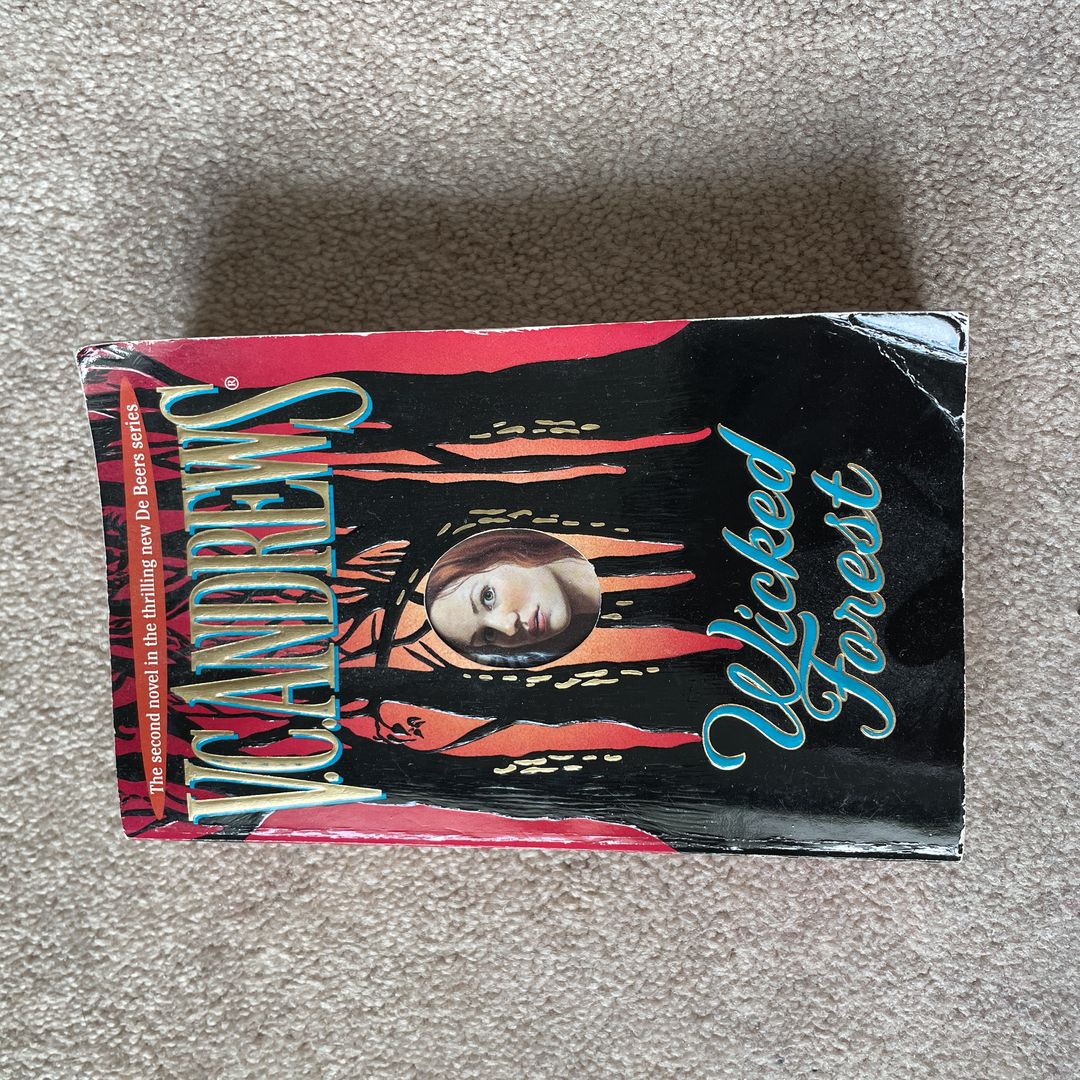 The second novel in the thrilling new De Beers series
V.C. ANDREWS®
Wicked
Forest